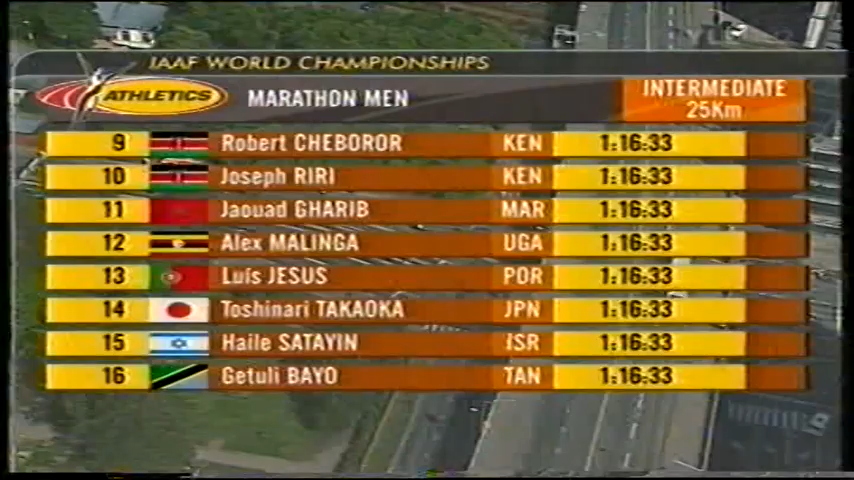 IAAF WORLD CHAMPIONSHIPS
ATHLETICS MARATHON MEN INTERMEDIATE
25Km
9 Robert CHEBOROR KEN 1:16:33
10 Joseph RIRI KEN 1:16:33
11 Jaouad GHARIB MAR 1:16:33
12 Alex MALINGA UGA 1:16:33
13 Luís JESUS POR 1:16:33
14 Toshinari TAKAOKA JPN 1:16:33
15 Haile SATAYIN ISR 1:16:33
16 Getuli BAYO TAN 1:16:33